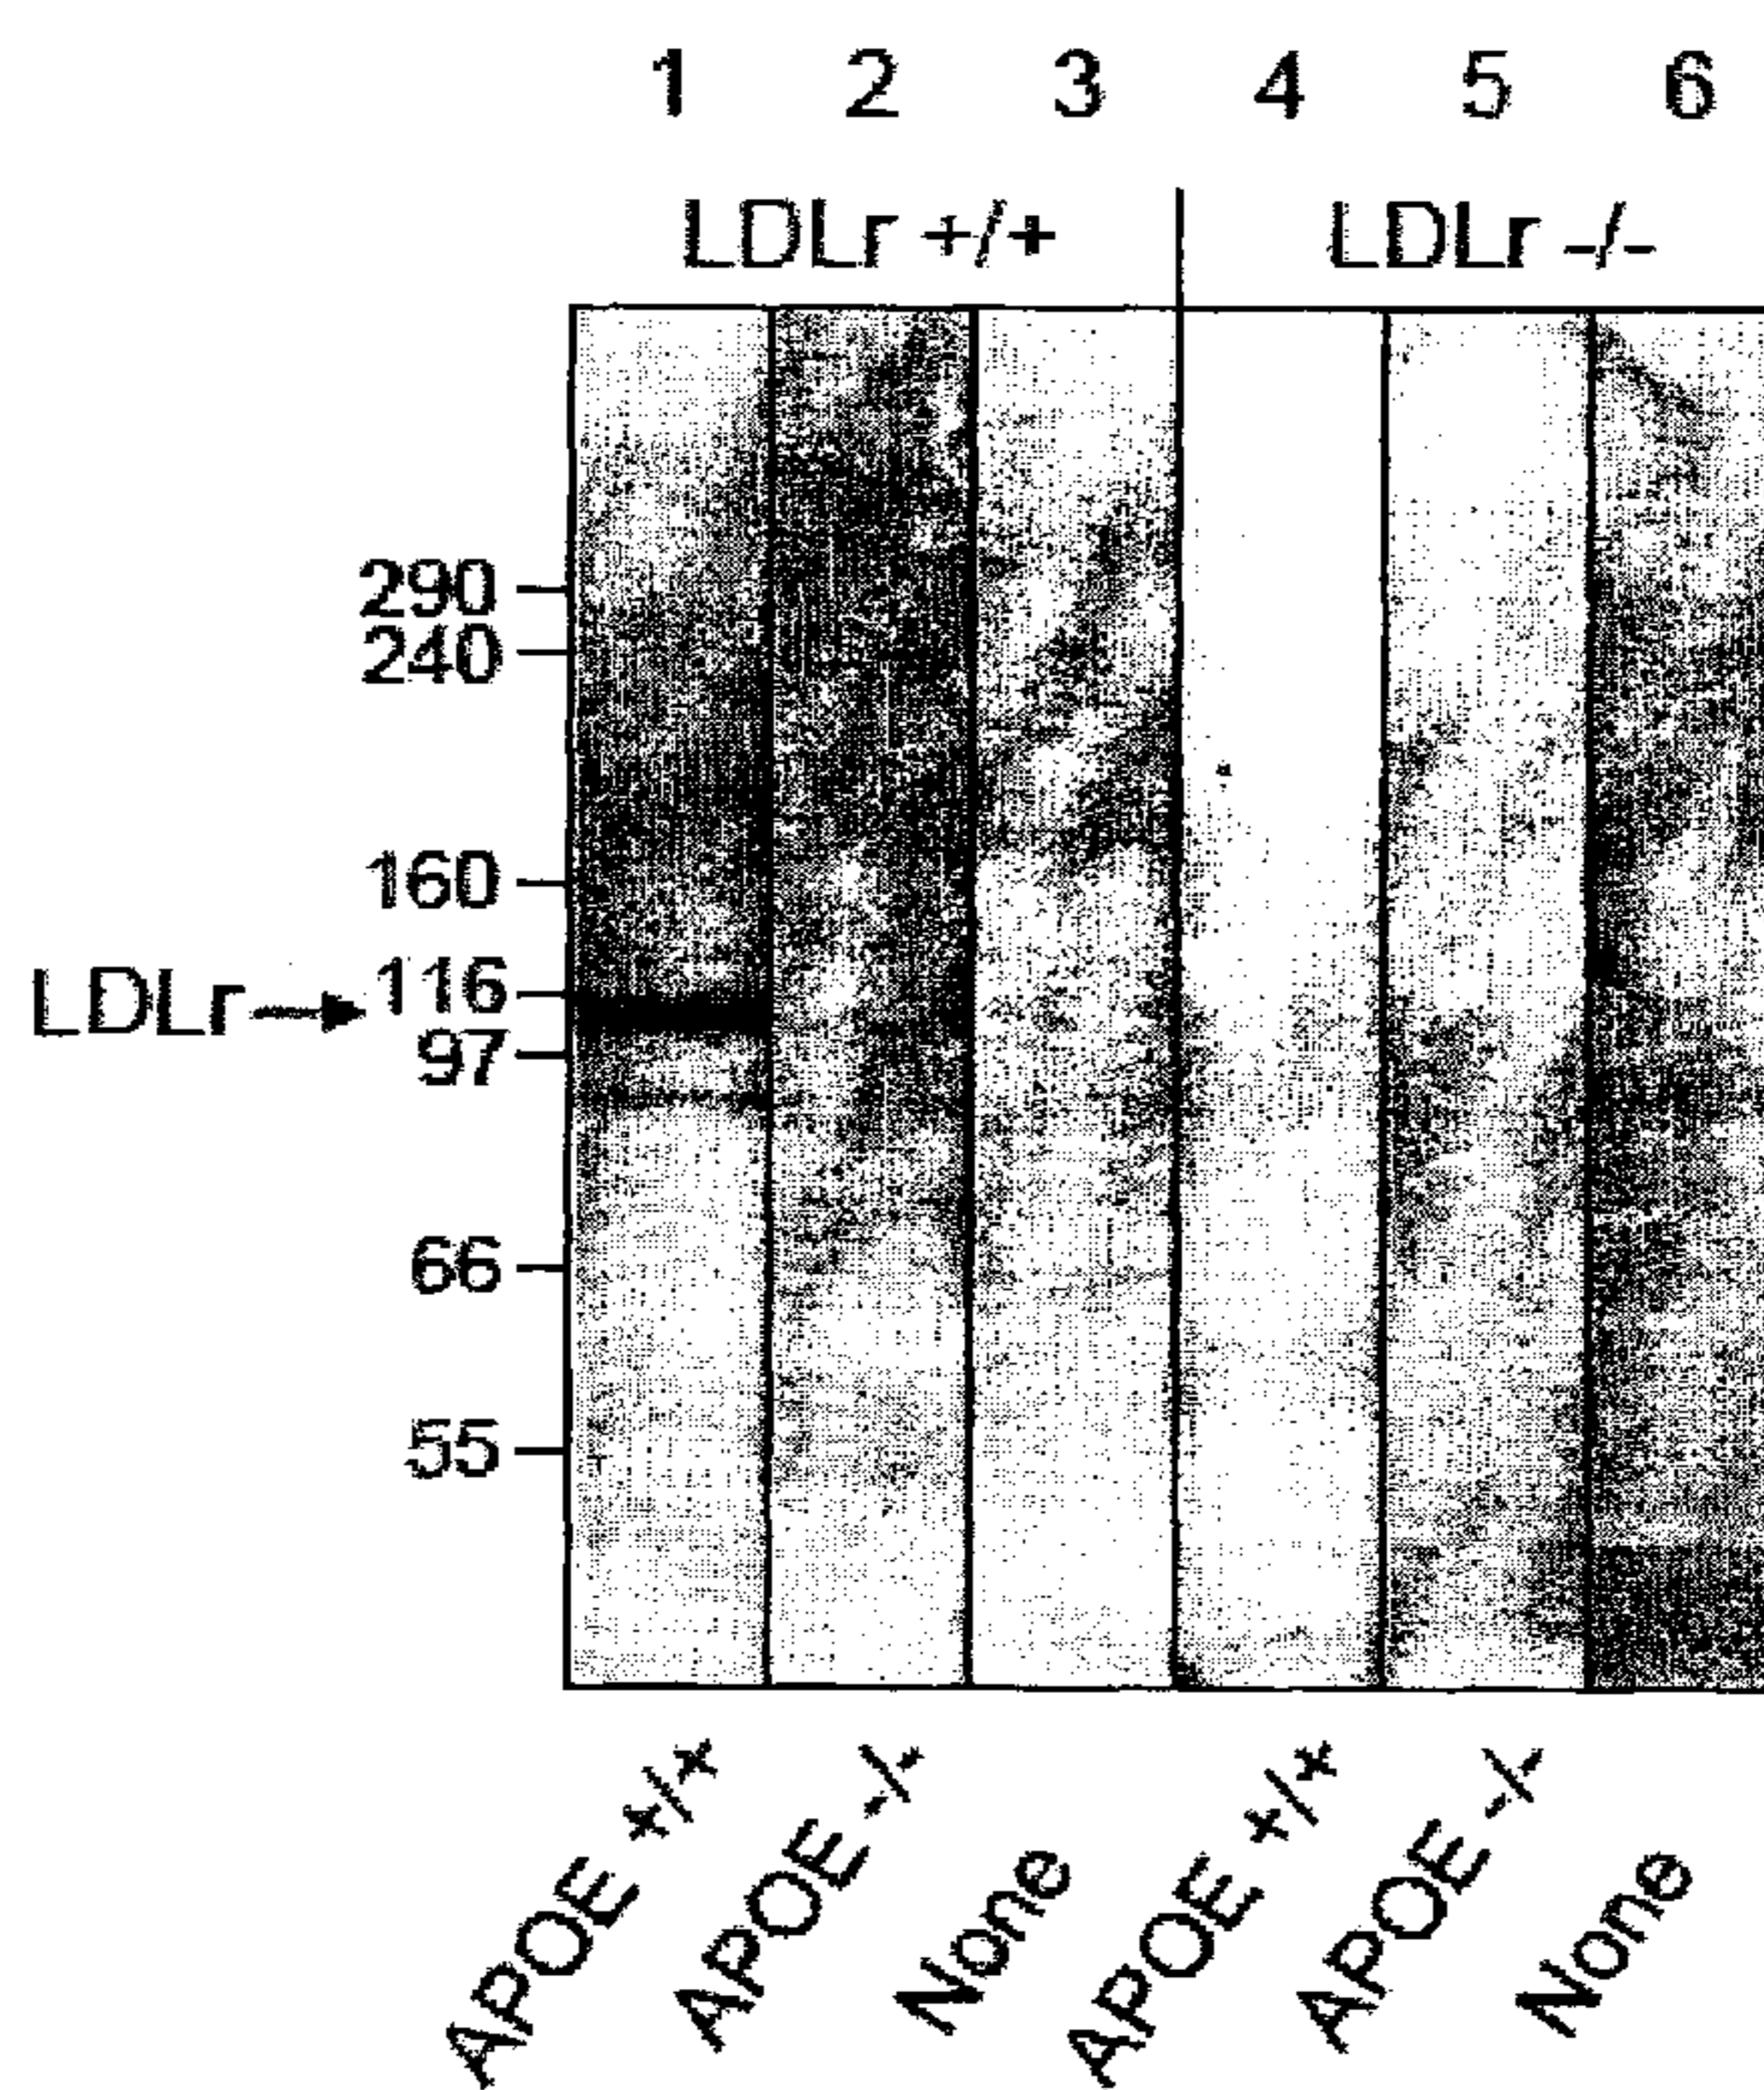 1 2 3 4 5 6
LDLr +/+ LDLr -/-
290
240
160
LDLr 116
97
66
55
APOE +/+ APOE -/- None APOE +/+ APOE -/- None